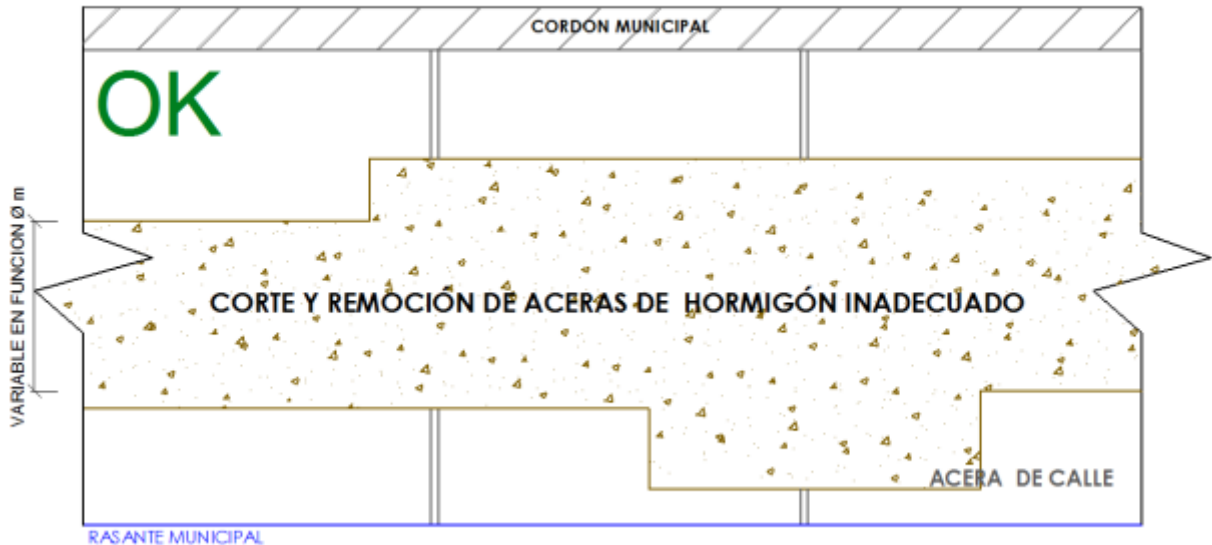 CORDON MUNICIPAL
OK
VARIABLE EN FUNCION Ø m
CORTE Y REMOCIÓN DE ACERAS DE HORMIGÓN INADECUADO
ACERA DE CALLE
RASANTE MUNICIPAL